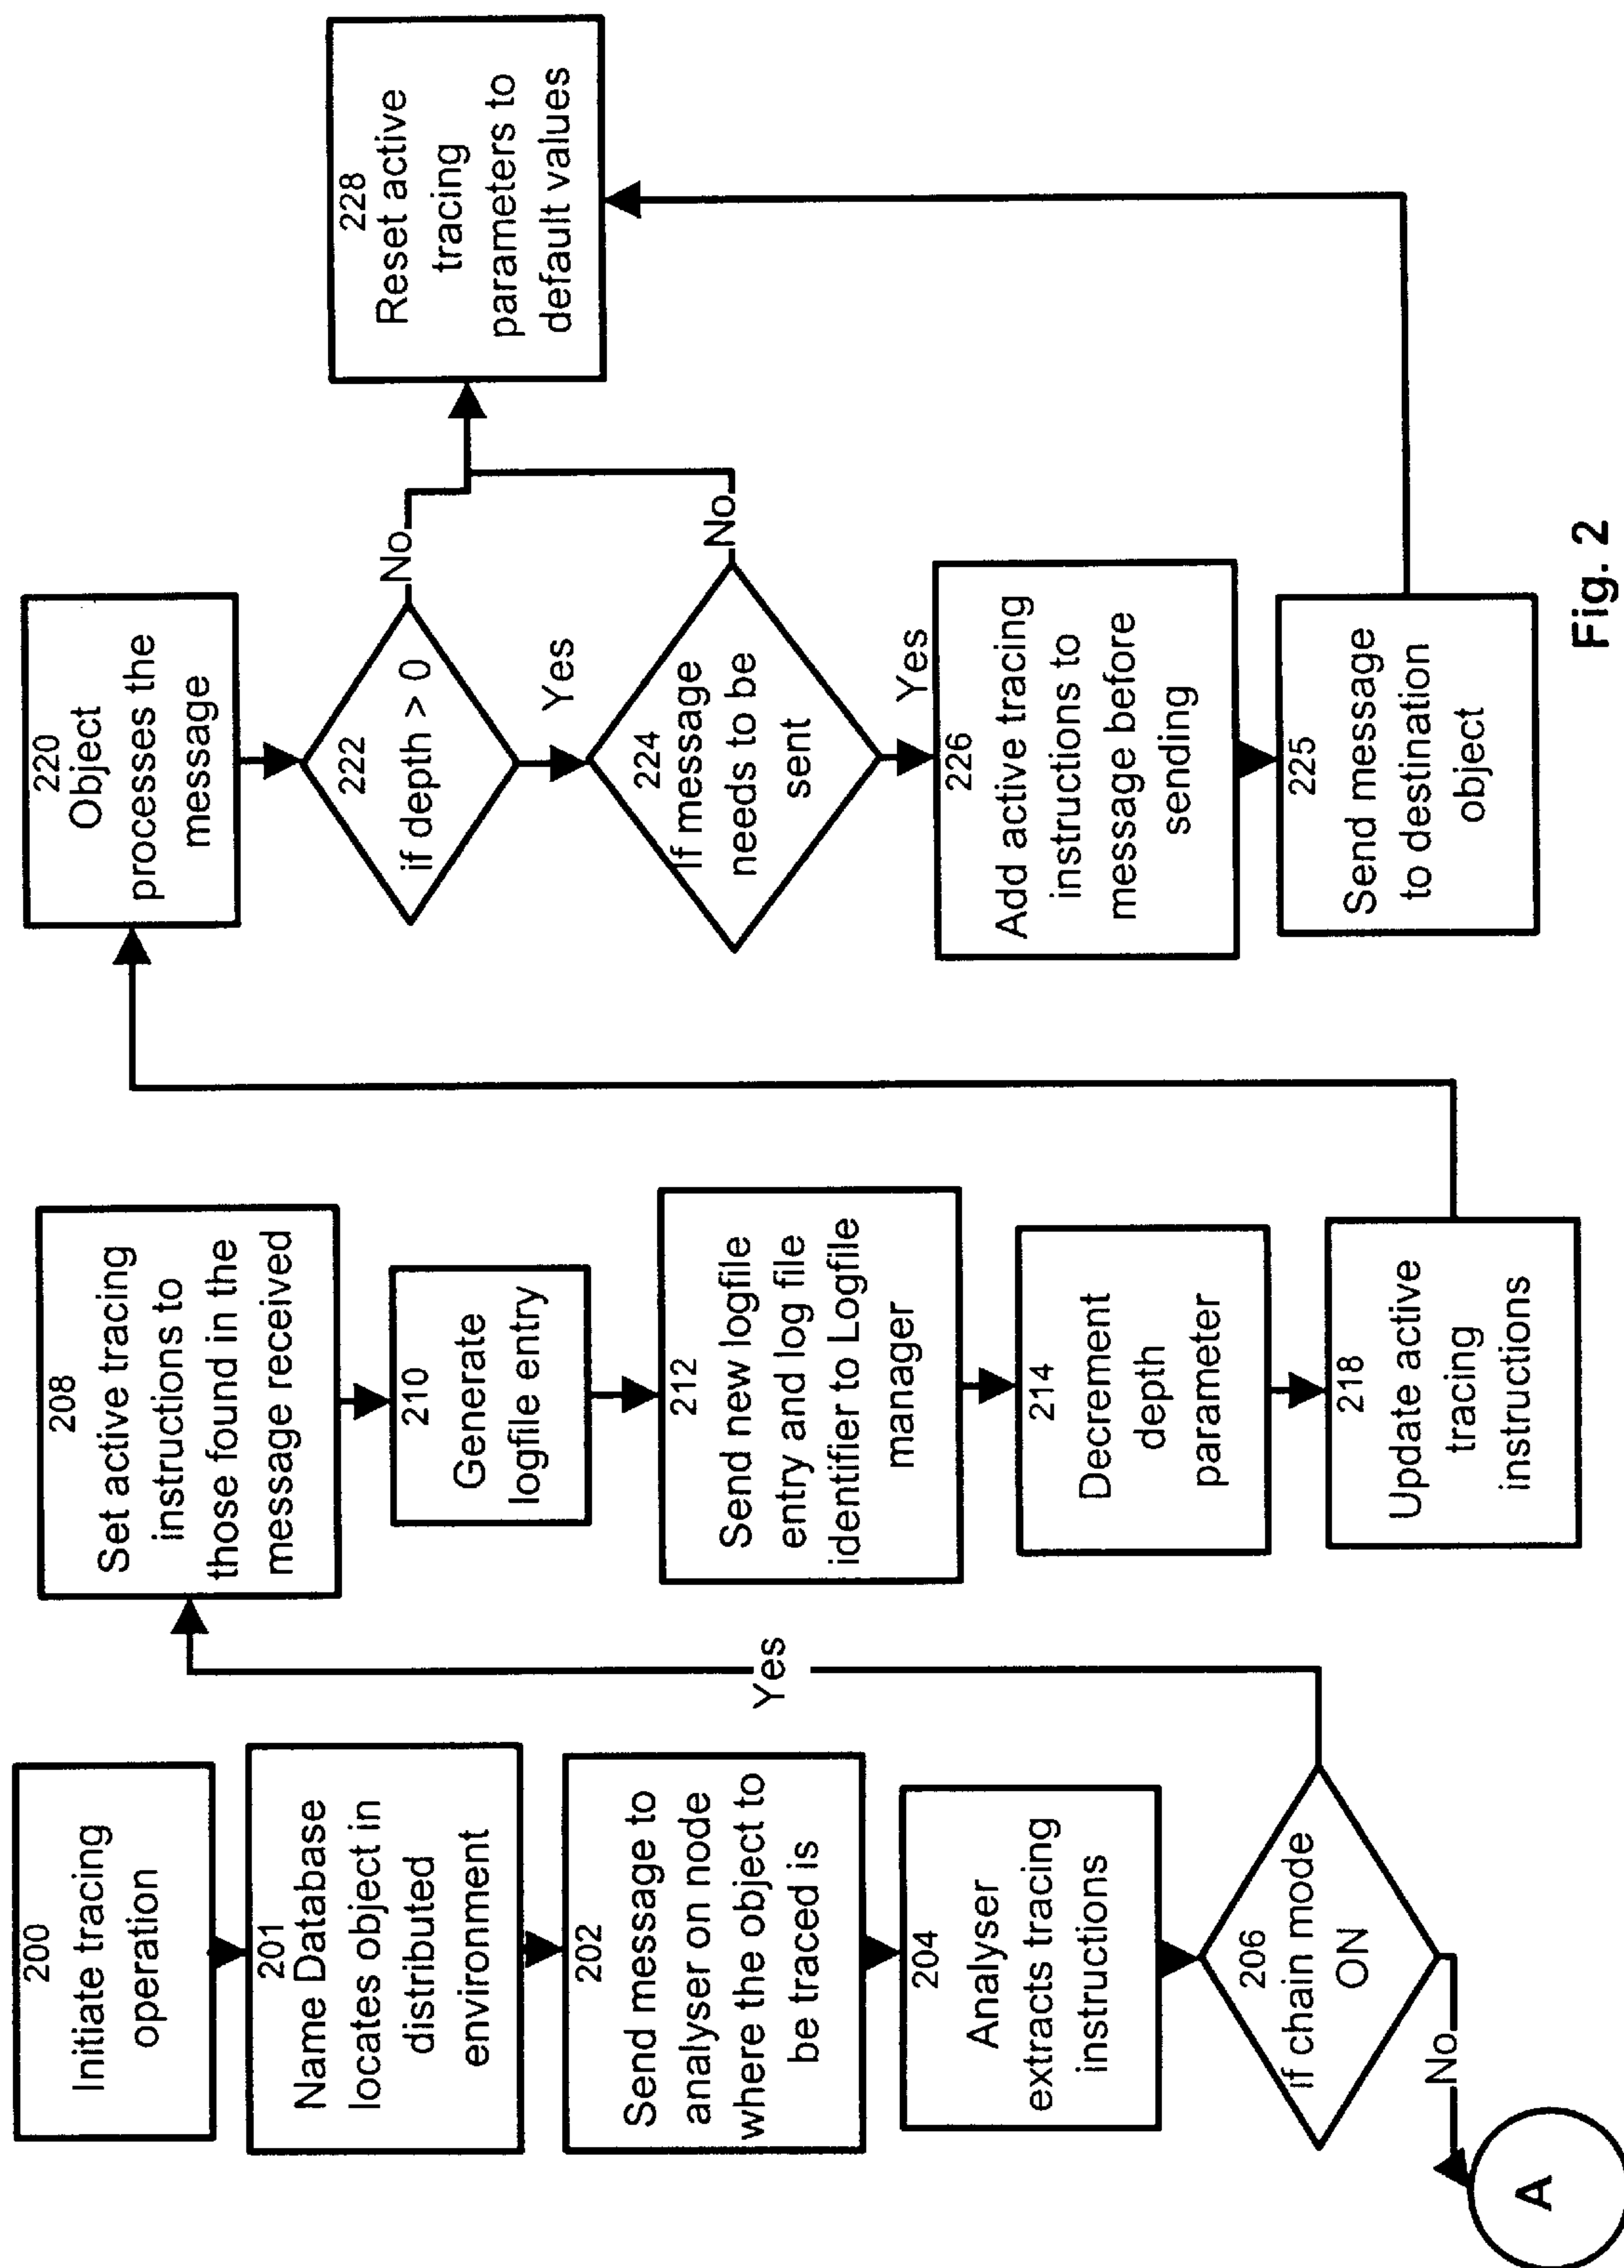 200
Initiate tracing
operation
201
Name Database
locates object in
distributed
environment
202
Send message to
analyser on node
where the object to
be traced is
204
Analyser
extracts tracing
instructions
206
if chain mode
ON
No
A
Yes
208
Set active tracing
instructions to
those found in the
message received
210
Generate
logfile entry
212
Send new logfile
entry and log file
identifier to Logfile
manager
214
Decrement
depth
parameter
218
Update active
tracing
instructions
220
Object
processes the
message
222
if depth > 0
No
Yes
224
If message
needs to be
sent
No
Yes
226
Add active tracing
instructions to
message before
sending
225
Send message
to destination
object
228
Reset active
tracing
parameters to
default values
Fig. 2